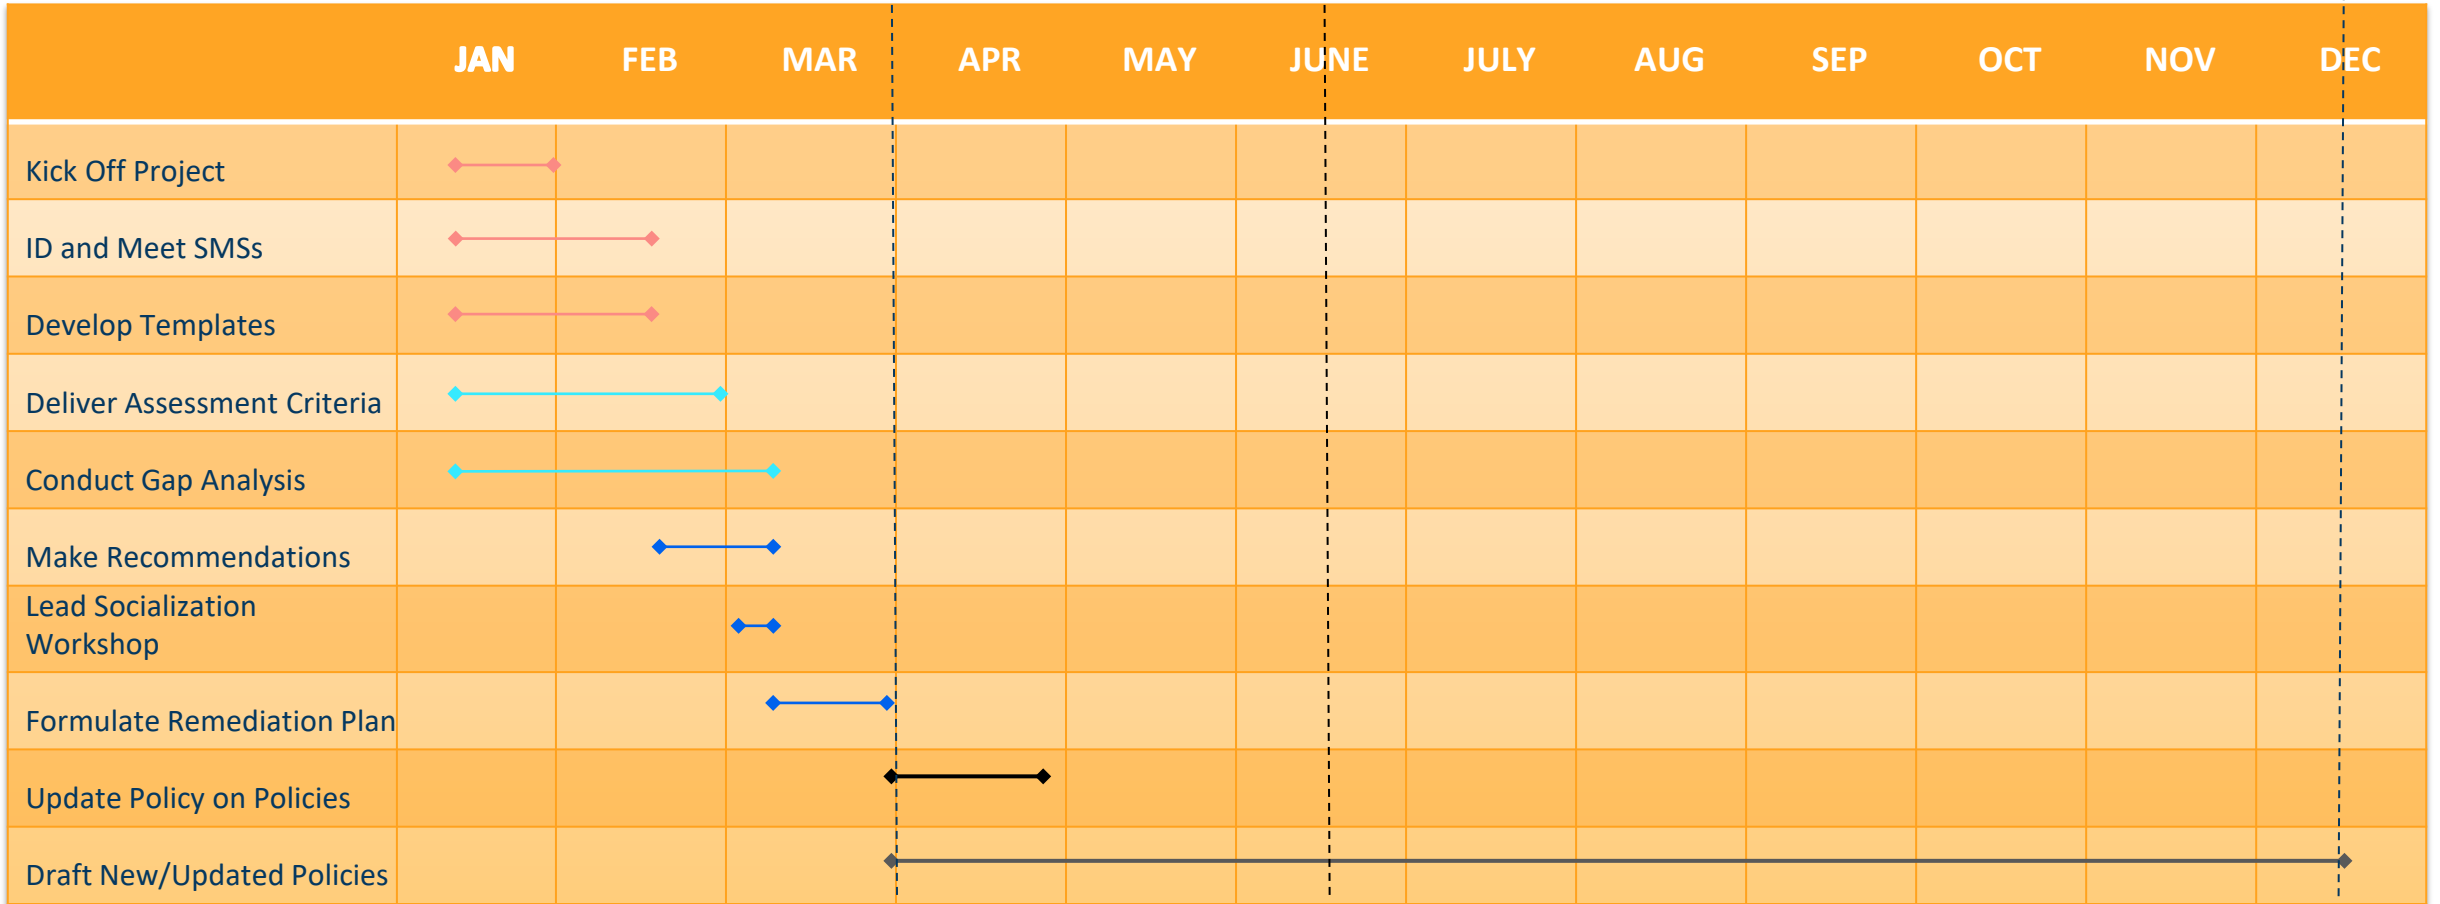 JAN FEB MAR APR MAY JUNE JULY AUG SEP OCT NOV DEC
Kick Off Project
ID and Meet SMSs
Develop Templates
Deliver Assessment Criteria
Conduct Gap Analysis
Make Recommendations
Lead Socialization
Workshop
Formulate Remediation Plan
Update Policy on Policies
Draft New/Updated Policies